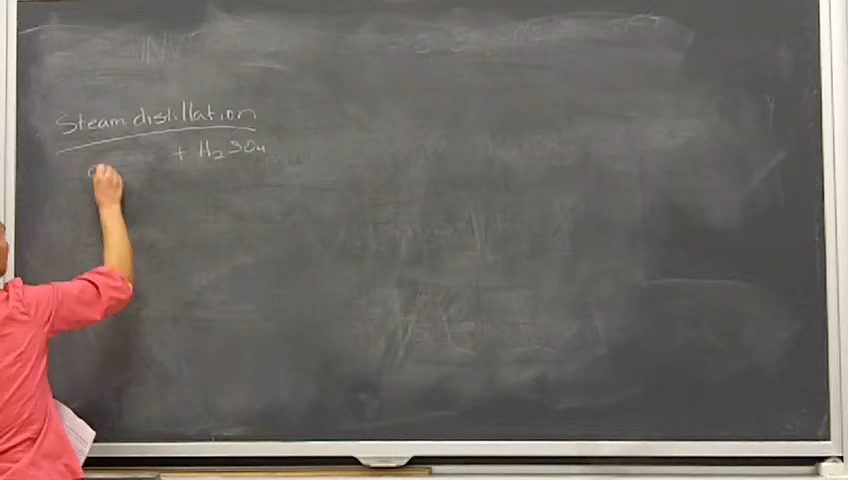 Steam distillation
+ H₂SO₄